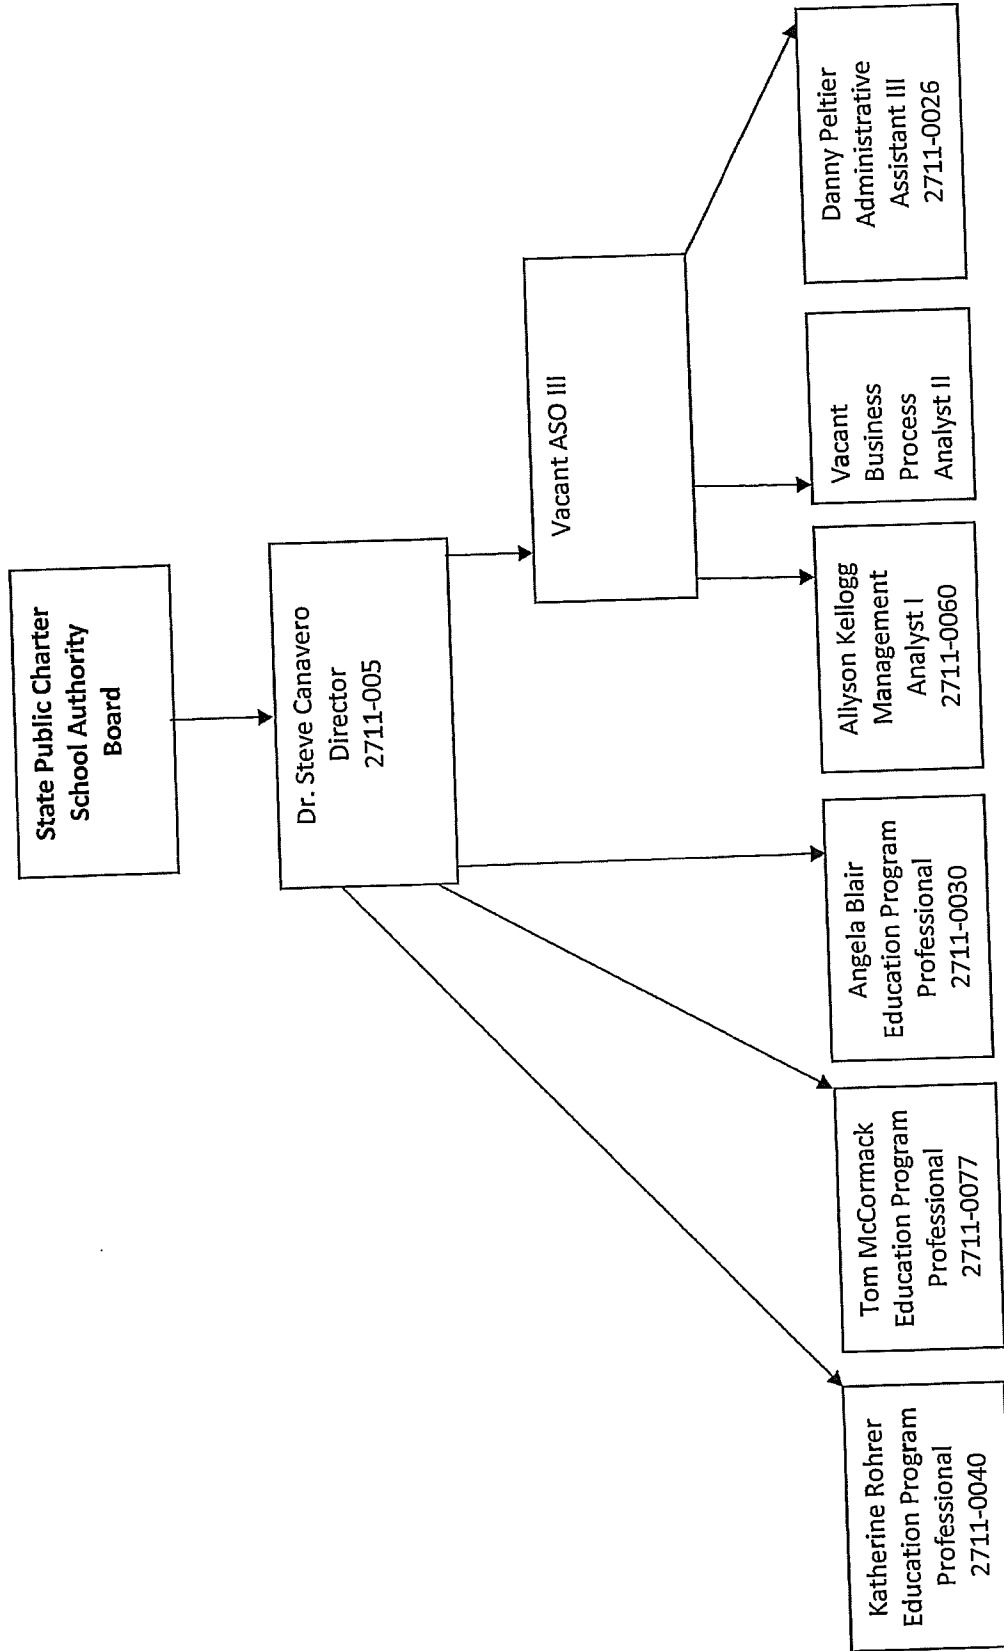 State Public Charter
School Authority
Board
Dr. Steve Canavero
Director
2711-005
Vacant ASO III
Katherine Rohrer
Education Program
Professional
2711-0040
Tom McCormack
Education Program
Professional
2711-0077
Angela Blair
Education Program
Professional
2711-0030
Allyson Kellogg
Management
Analyst I
2711-0060
Vacant
Business
Process
Analyst II
Danny Peltier
Administrative
Assistant III
2711-0026